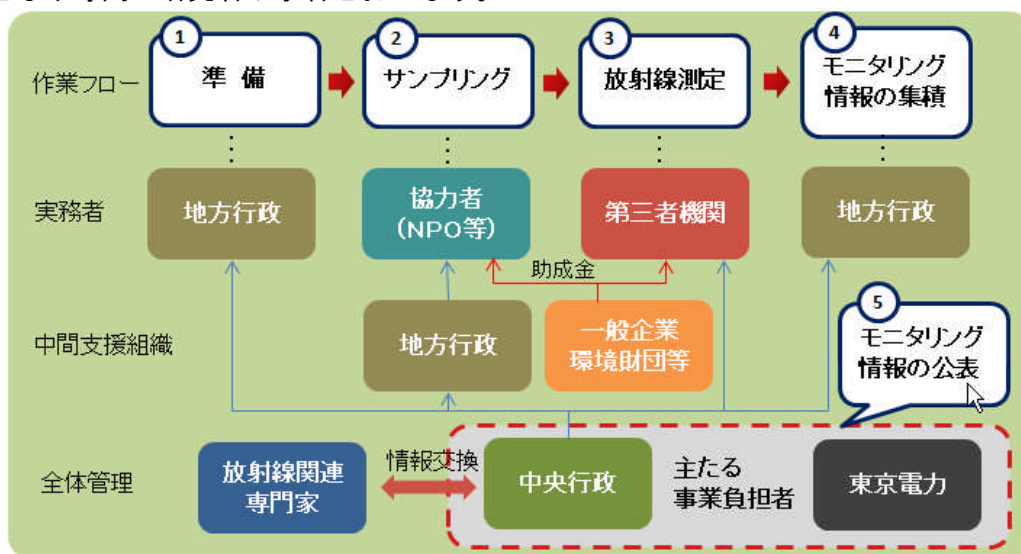 ①
準 備
②
サンプリング
③
放射線測定
④
モニタリング
情報の集積
作業フロー
実務者
地方行政
協力者
(NPO等)
第三者機関
地方行政
助成金
中間支援組織
地方行政
一般企業
環境財団等
⑤
モニタリング
情報の公表
全体管理
放射線関連
専門家
情報交換
中央行政
主たる
事業負担者
東京電力